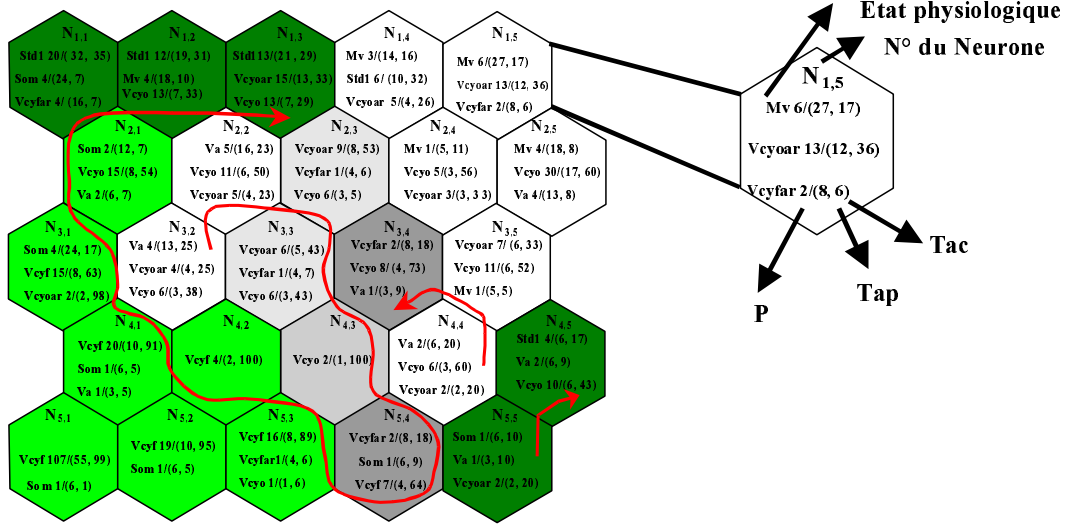 N1,1
Std1 20/( 32, 35)
Som 4/(24, 7)
Vcyfar 4/ (16, 7)
N1,2
Std1 12/(19, 31)
Mv 4/(18, 10)
Vcyo 13/(7, 33)
N1,3
Std1 13/(21, 29)
Vcyoar 15/(13, 33)
Vcyo 13/(7, 29)
N1,4
Mv 3/(14, 16)
Std1 6/ (10, 32)
Vcyoar 5/(4, 26)
N1,5
Mv 6/(27, 17)
Vcyoar 13/(12, 36)
Vcyfar 2/(8, 6)
N2,1
Som 2/(12, 7)
Vcyo 15/(8, 54)
Va 2/(6, 7)
N2,2
Va 5/(16, 23)
Vcyo 11/(6, 50)
Vcyoar 5/(4, 23)
N2,3
Vcyoar 9/(8, 53)
Vcyfar 1/(4, 6)
Vcyo 6/(3, 5)
N2,4
Mv 1/(5, 11)
Vcyo 5/(3, 56)
Vcyoar 3/(3, 3 3)
N2,5
Mv 4/(18, 8)
Vcyo 30/(17, 60)
Va 4/(13, 8)
N3,1
Som 4/(24, 17)
Vcyf 15/(8, 63)
Vcyoar 2/(2, 98)
N3,2
Va 4/(13, 25)
Vcyoar 4/(4, 25)
Vcyo 6/(3, 38)
N3,3
Vcyoar 6/(5, 43)
Vcyfar 1/(4, 7)
Vcyo 6/(3, 43)
N3,4
Vcyfar 2/(8, 18)
Vcyo 8/(4, 73)
Va 1/(3, 9)
N3,5
Vcyoar 7/ (6, 33)
Vcyo 11/(6, 52)
Mv 1/(5, 5)
N4,1
Vcyf 20/(10, 91)
Som 1/(6, 5)
Va 1/(3, 5)
N4,2
Vcyf 4/(2, 100)
N4,3
Vcyo 2/(1, 100)
N4,4
Va 2/(6, 20)
Vcyo 6/(3, 60)
Vcyoar 2/(2, 20)
N4,5
Std1 4/(6, 17)
Va 2/(6, 9)
Vcyo 10/(6, 43)
N5,1
Vcyf 107/(55, 99)
Som 1/(6, 1)
N5,2
Vcyf 19/(10, 95)
Som 1/(6, 5)
N5,3
Vcyf 16/(8, 89)
Vcyfar1/(4, 6)
Vcyo 1/(1, 6)
N5,4
Vcyfar 2/(8, 18)
Som 1/(6, 9)
Vcyf 7/(4, 64)
N5,5
Som 1/(6, 10)
Va 1/(3, 10)
Vcyoar 2/(2, 20)
Etat physiologique
N° du Neurone
N1,5
Mv 6/(27, 17)
Vcyoar 13/(12, 36)
Vcyfar 2/(8, 6)
Tac
Tap
P